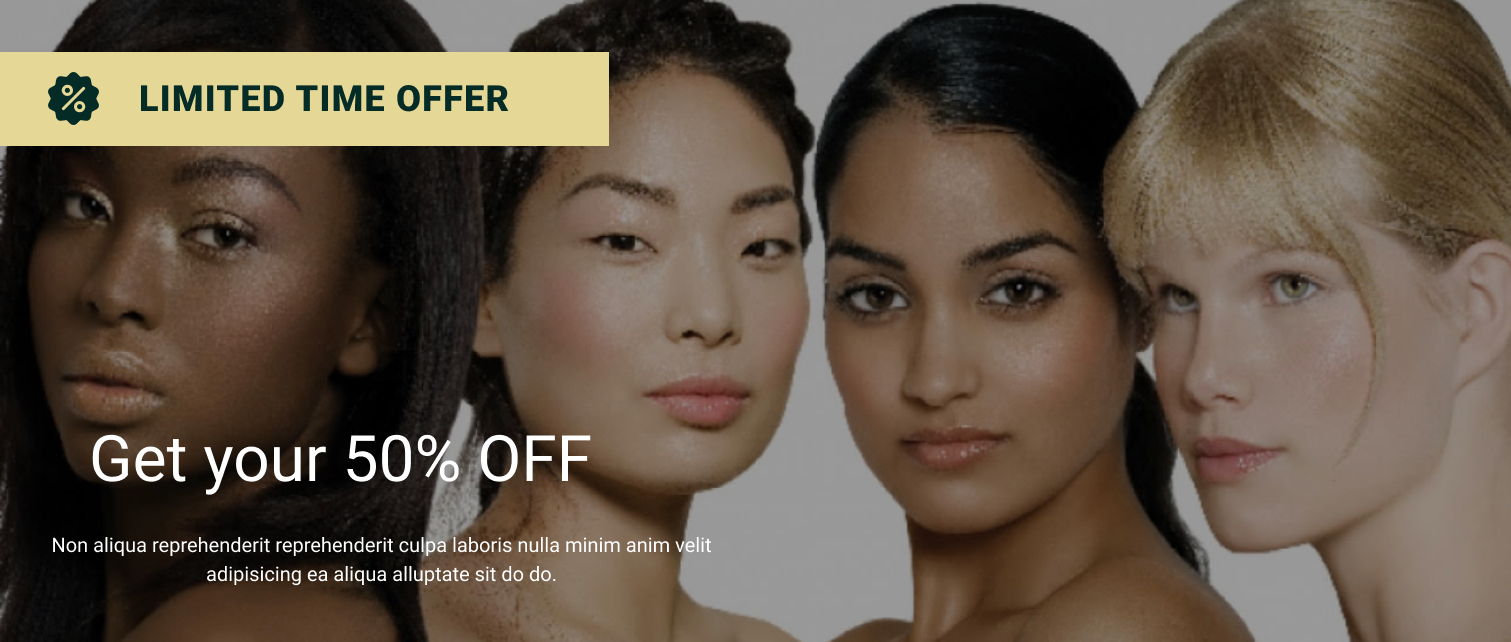 LIMITED TIME OFFER
Get your 50% OFF
Non aliqua reprehenderit reprehenderit culpa laboris nulla minim anim velit
adipisicing ea aliqua alluptate sit do do.